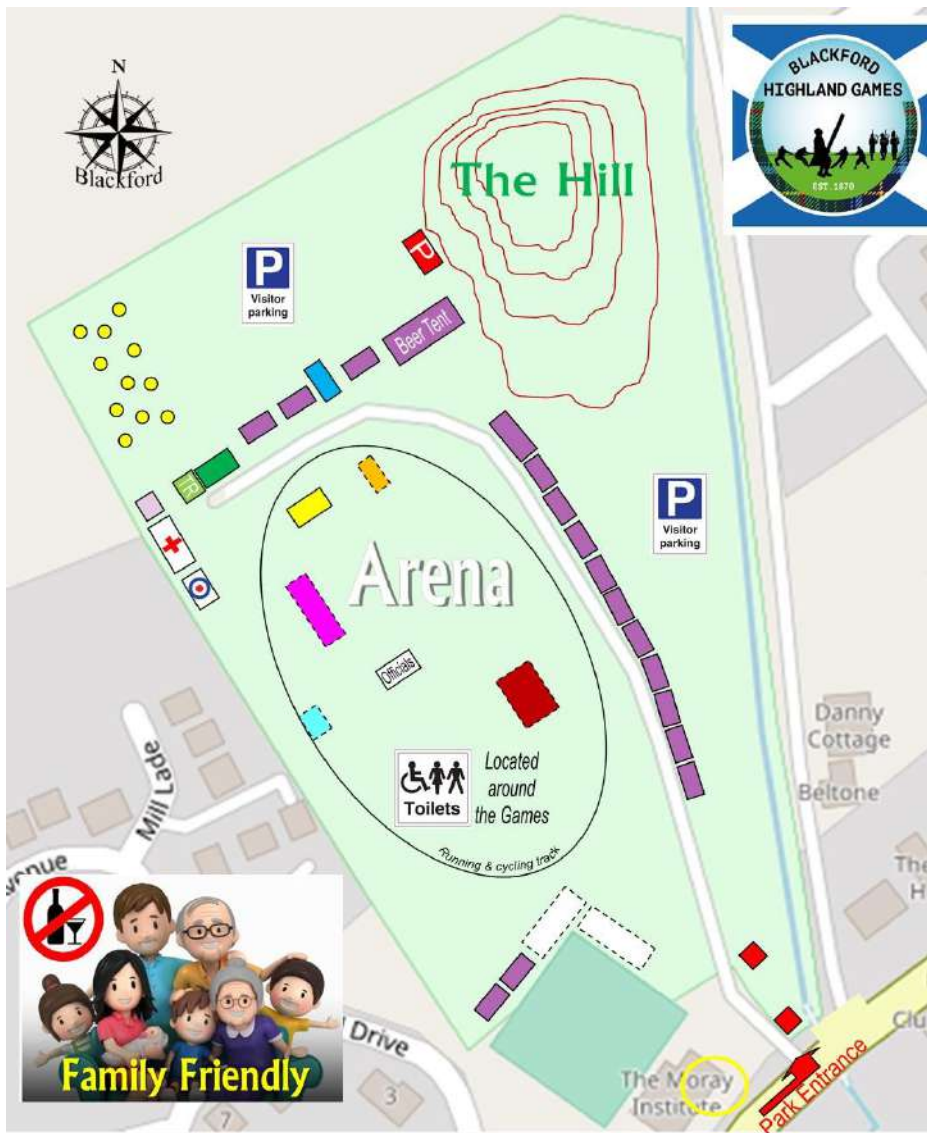 N
Blackford
BLACKFORD
HIGHLAND GAMES
EST.1870
The Hill
P
P
Visitor
parking
Beer Tent
TR
P
Visitor
parking
Arena
Officials
Toilets
Located
around
the Games
Running & cycling track
Danny
Cottage
Beltone
Mill Lade
venue
The
H
Drive
Family Friendly
7
3
The Moray
Institute
Clu
Park Entrance